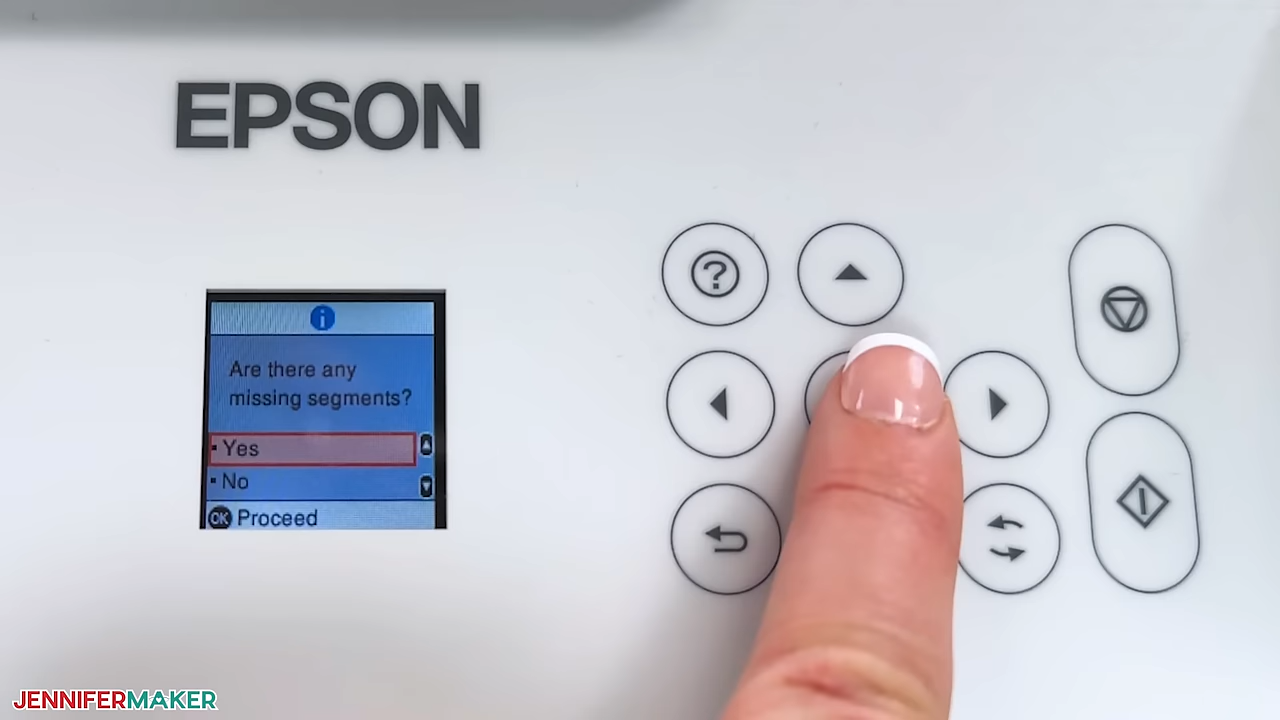 EPSON
?
i
Are there any
missing segments?
▪ Yes
▪ No
OK Proceed
JENNIFERMAKER